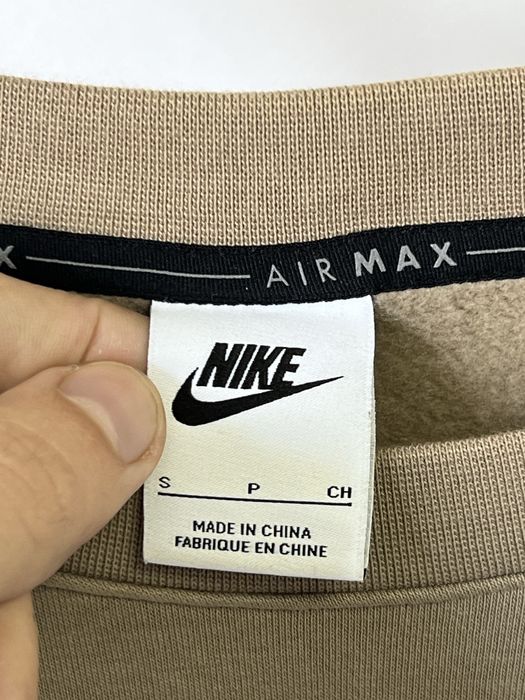 X AIR MAX
NIKE
S P CH
MADE IN CHINA
FABRIQUE EN CHINE